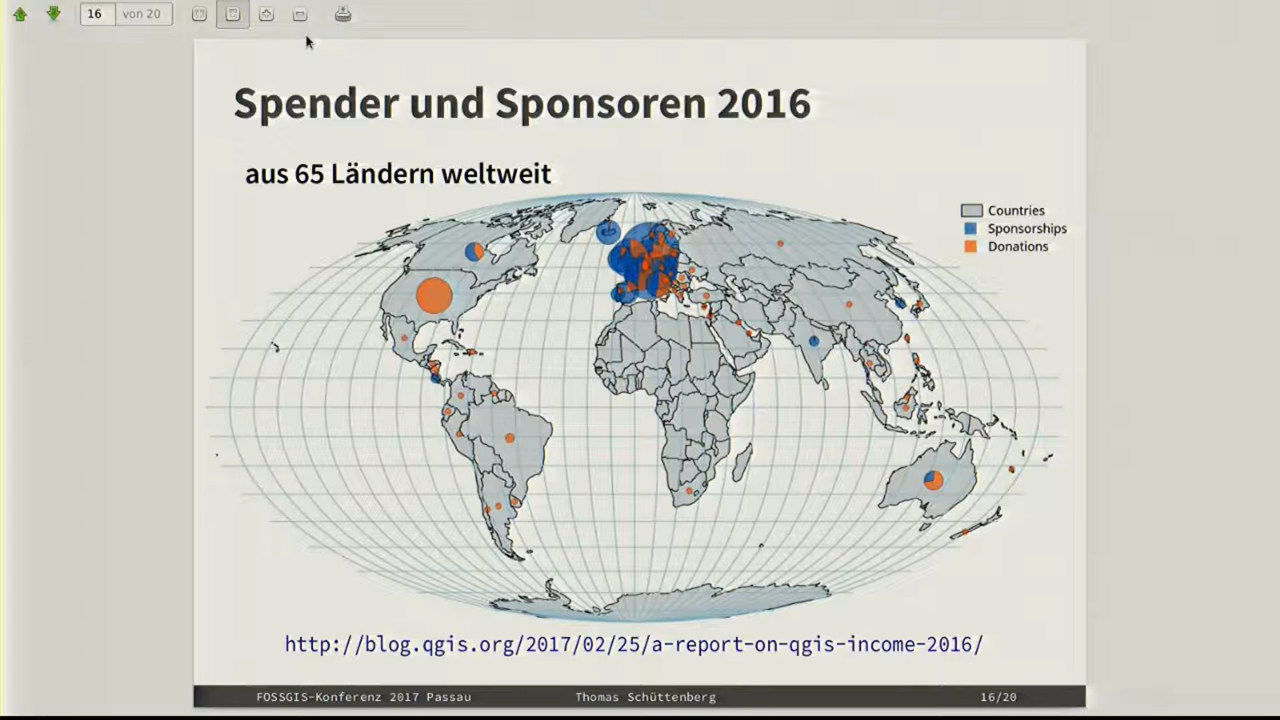 16 von 20
Spender und Sponsoren 2016
aus 65 Ländern weltweit
Countries
Sponsorships
Donations
http://blog.qgis.org/2017/02/25/a-report-on-qgis-income-2016/
FOSSGIS-Konferenz 2017 Passau Thomas Schüttenberg 16/20